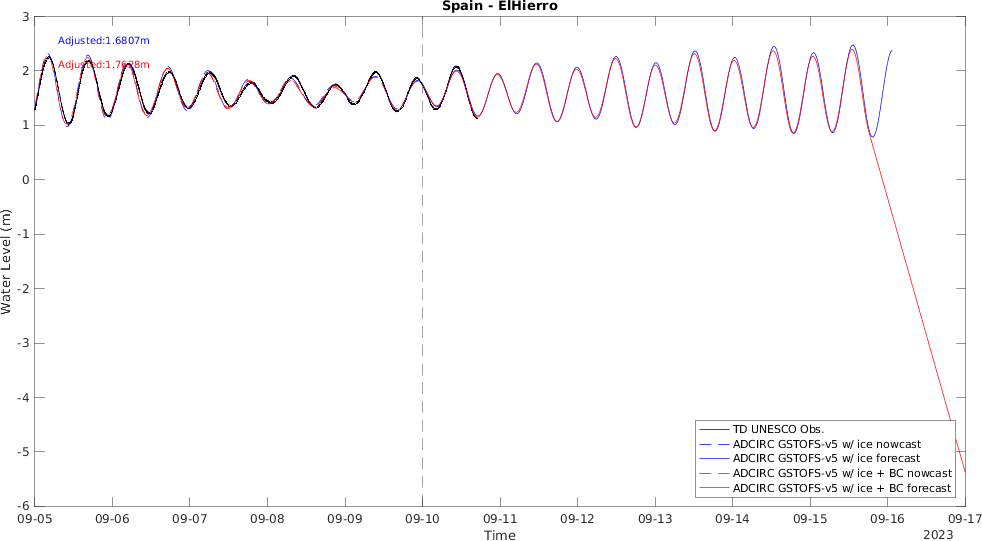 Spain - ElHierro
Adjusted:1.6807m
Adjusted:1.7628m
3
2
1
0
-1
-2
-3
-4
-5
-6
Water Level (m)
TD UNESCO Obs.
ADCIRC GSTOFS-v5 w/ ice nowcast
ADCIRC GSTOFS-v5 w/ ice forecast
ADCIRC GSTOFS-v5 w/ ice + BC nowcast
ADCIRC GSTOFS-v5 w/ ice + BC forecast
09-05 09-06 09-07 09-08 09-09 09-10 09-11 09-12 09-13 09-14 09-15 09-16 09-17
Time
2023